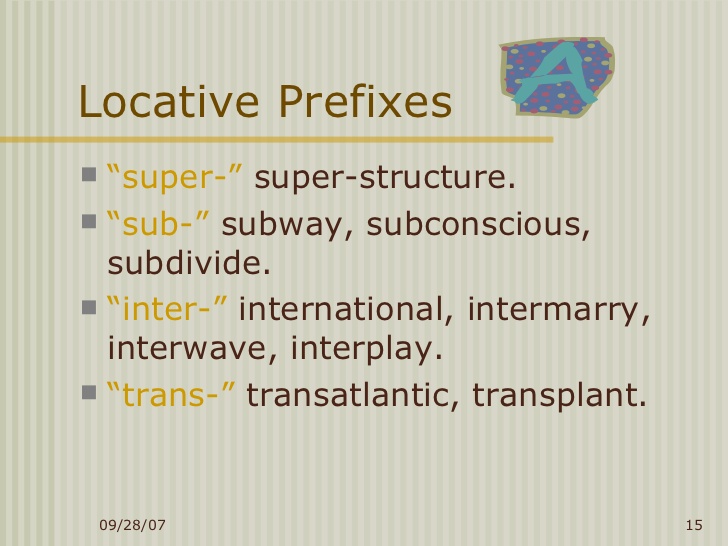 A
Locative Prefixes
“super-” super-structure.
“sub-” subway, subconscious,
subdivide.
“inter-” international, intermarry,
interwave, interplay.
“trans-” transatlantic, transplant.
09/28/07
15